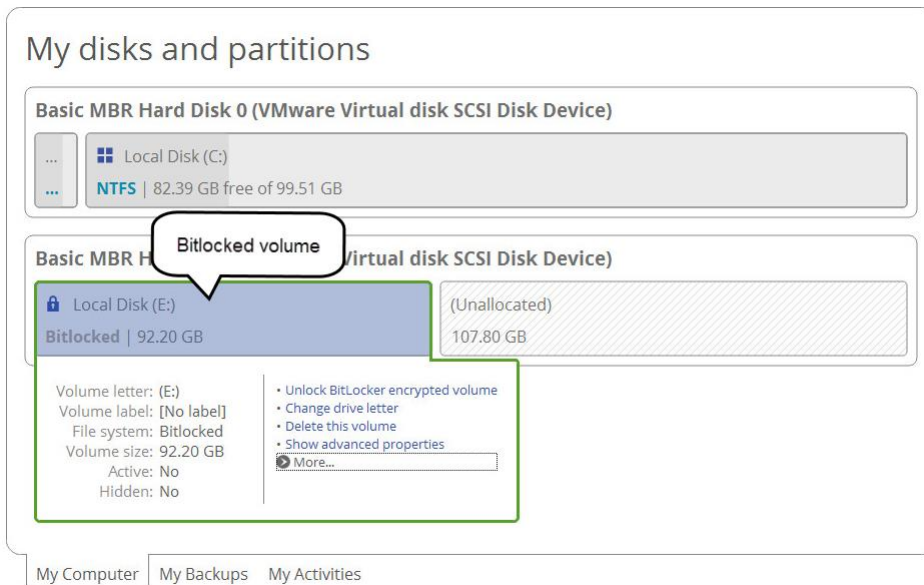 My disks and partitions
Basic MBR Hard Disk 0 (VMware Virtual disk SCSI Disk Device)
...
Local Disk (C:)
...
NTFS | 82.39 GB free of 99.51 GB
Bitlocked volume
Basic MBR H
Virtual disk SCSI Disk Device)
Local Disk (E:)
(Unallocated)
Bitlocked | 92.20 GB
107.80 GB
Volume letter: (E:)
Volume label: [No label]
File system: Bitlocked
Volume size: 92.20 GB
Active: No
Hidden: No
• Unlock BitLocker encrypted volume
• Change drive letter
• Delete this volume
• Show advanced properties
More...
My Computer My Backups My Activities